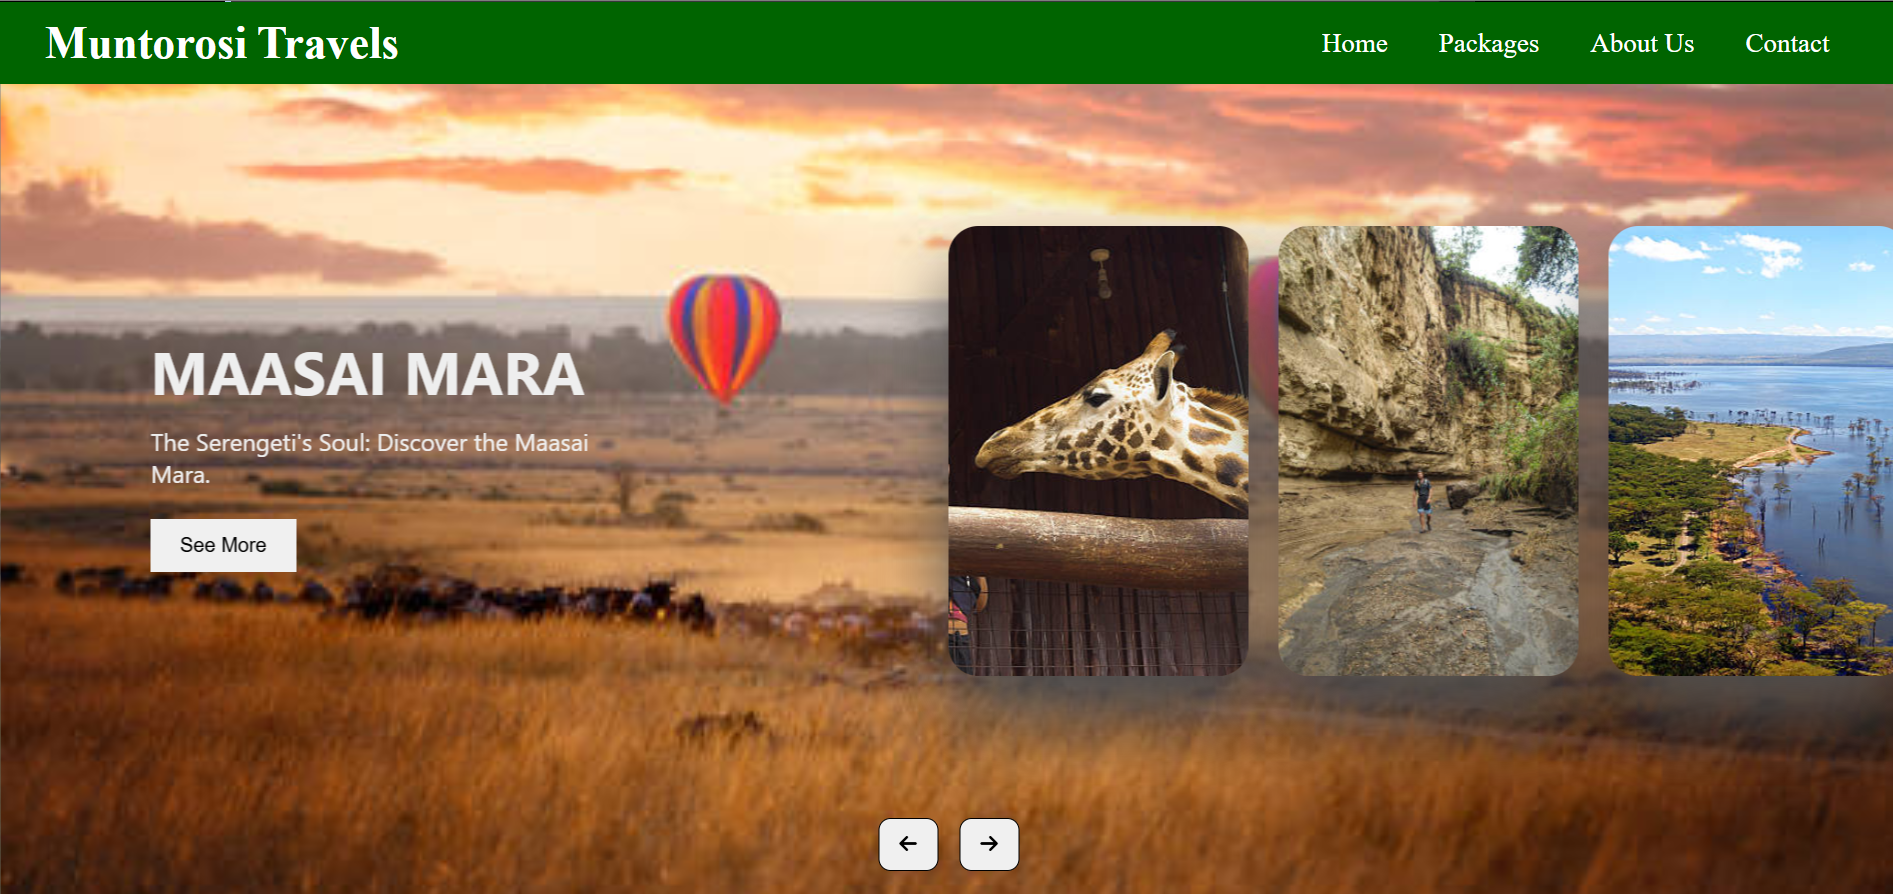 Muntorosi Travels
Home Packages About Us Contact
MAASAI MARA
The Serengeti's Soul: Discover the Maasai
Mara.
See More